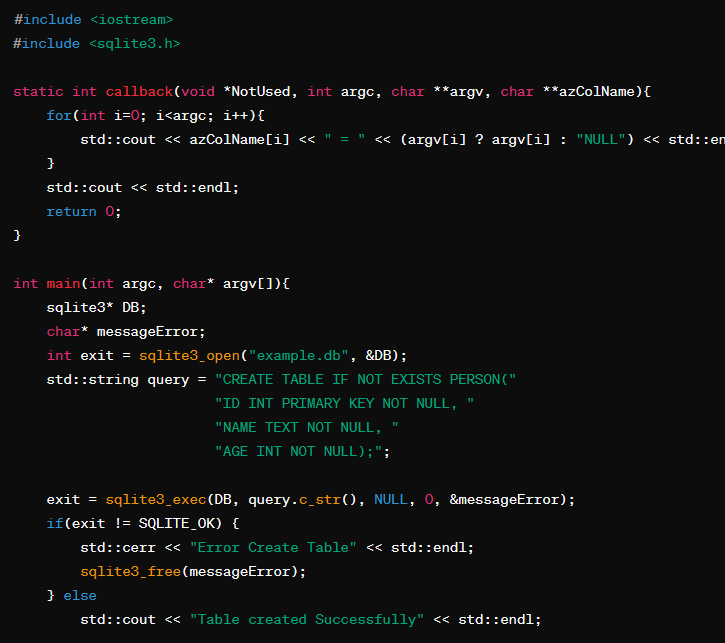 #include <iostream>
#include <sqlite3.h>

static int callback(void *NotUsed, int argc, char **argv, char **azColName){
    for(int i=0; i<argc; i++){
        std::cout << azColName[i] << " = " << (argv[i] ? argv[i] : "NULL") << std::en
    }
    std::cout << std::endl;
    return 0;
}

int main(int argc, char* argv[]){
    sqlite3* DB;
    char* messageError;
    int exit = sqlite3_open("example.db", &DB);
    std::string query = "CREATE TABLE IF NOT EXISTS PERSON("
                        "ID INT PRIMARY KEY NOT NULL, "
                        "NAME TEXT NOT NULL, "
                        "AGE INT NOT NULL);";

    exit = sqlite3_exec(DB, query.c_str(), NULL, 0, &messageError);
    if(exit != SQLITE_OK) {
        std::cerr << "Error Create Table" << std::endl;
        sqlite3_free(messageError);
    } else
        std::cout << "Table created Successfully" << std::endl;